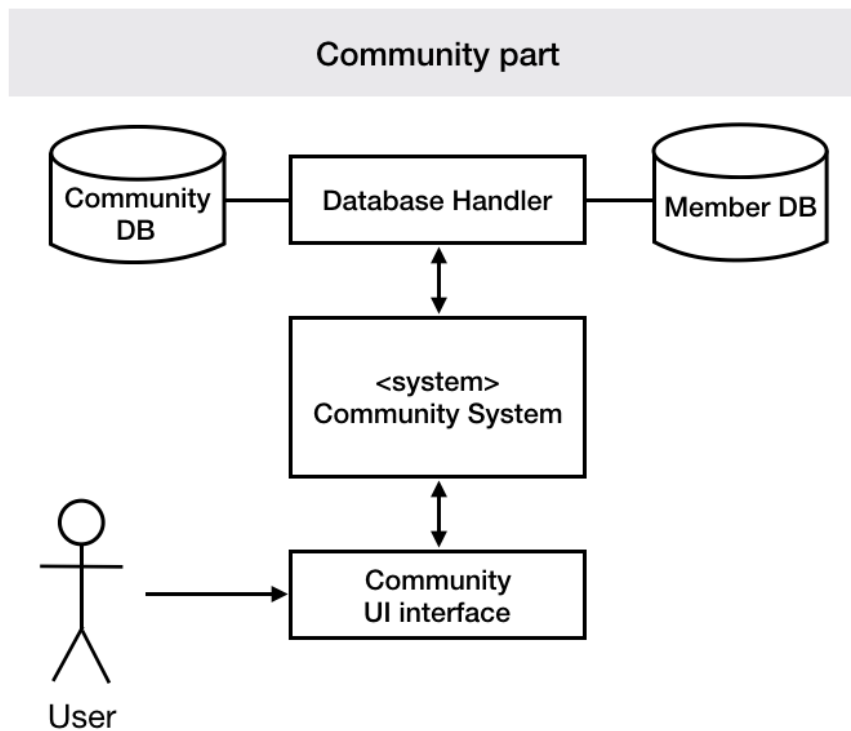 Community part
Community
DB
Database Handler
Member DB
<system>
Community System
Community
UI interface
User